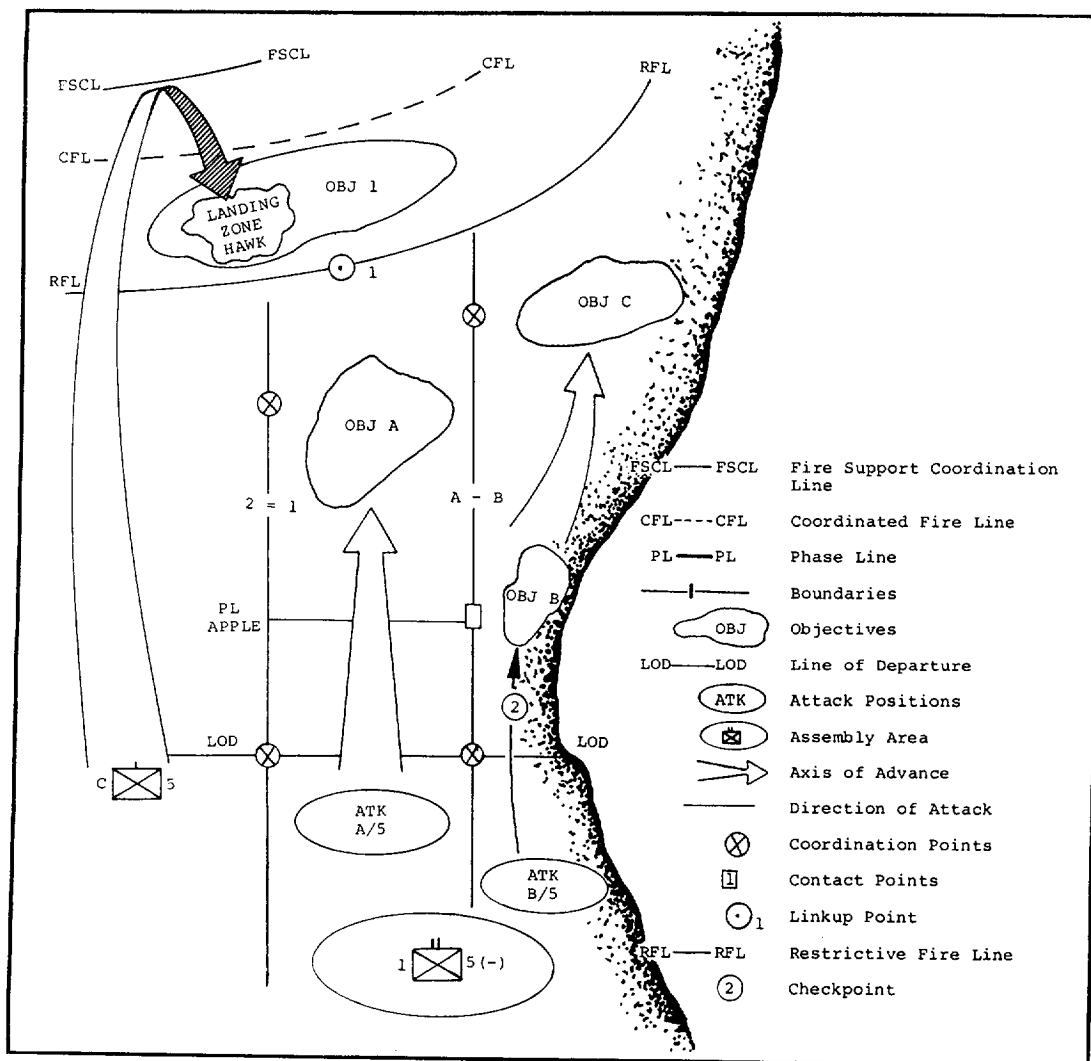 FSCL
FSCL
CFL
RFL
CFL
OBJ 1
LANDING
ZONE
HAWK
RFL
1
OBJ C
OBJ A
2 = 1
A - B
PL
APPLE
OBJ B
2
LOD
LOD
C 5
ATK
A/5
ATK
B/5
1 5(-)
FSCL FSCL Fire Support Coordination
Line
CFL----CFL Coordinated Fire Line
PL PL Phase Line
Boundaries
OBJ Objectives
LOD LOD Line of Departure
ATK Attack Positions
Assembly Area
Axis of Advance
Direction of Attack
Coordination Points
1 Contact Points
1 Linkup Point
RFL RFL Restrictive Fire Line
2 Checkpoint